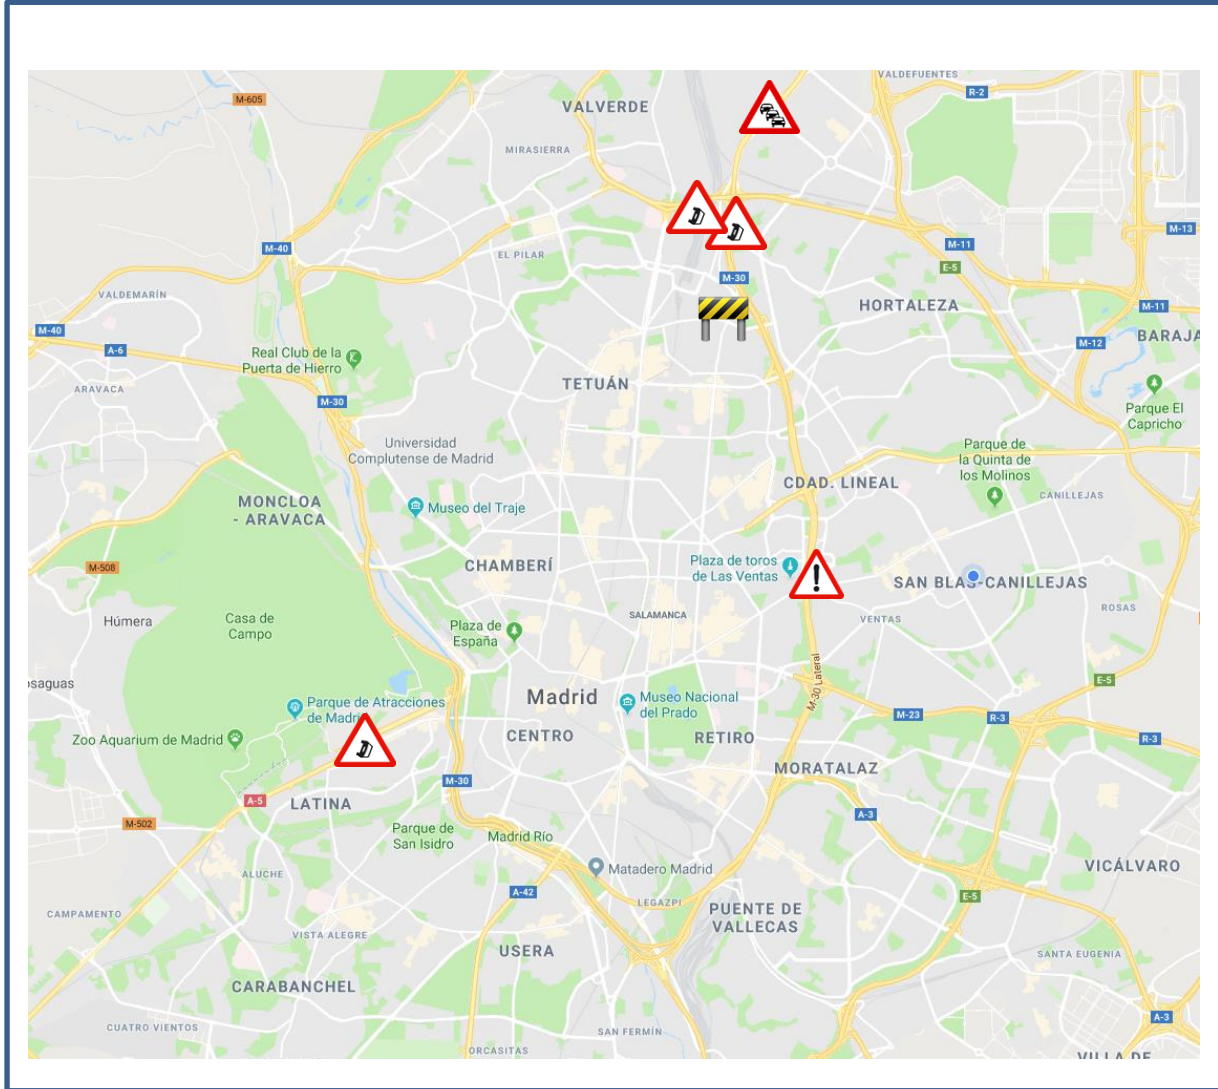 VALDEFUENTES
R-2
M-605
VALVERDE
MIRASIERRA
M-13
M-40
M-11
EL PILAR
E-5
M-30
VALDEMARÍN
HORTALEZA
M-11
M-40
BARAJA
A-6
M-12
Real Club de la
Puerta de Hierro
TETUÁN
ARAVACA
M-30
Parque El
Capricho
Universidad
Complutense de Madrid
Parque de
la Quinta de
los Molinos
CDAD. LINEAL
CANILLEJAS
MONCLOA
- ARAVACA
Museo del Traje
Plaza de toros
de Las Ventas
CHAMBERÍ
M-508
SAN BLAS-CANILLEJAS
ROSAS
SALAMANCA
VENTAS
Húmera
Casa de
Campo
Plaza de
España
M-30 Lateral
osaguas
E-5
Madrid
Museo Nacional
del Prado
Parque de Atracciones
de Madri
M-23
R-3
Zoo Aquarium de Madrid
CENTRO
RETIRO
R-3
MORATALAZ
M-30
A-5
LATINA
A-3
M-502
Parque de
San Isidro
Madrid Río
Matadero Madrid
VICÁLVARO
ALUCHE
A-42
E-5
LEGAZPI
CAMPAMENTO
PUENTE DE
VALLECAS
VISTA ALEGRE
USERA
SANTA EUGENIA
CARABANCHEL
A-3
CUATRO VIENTOS
SAN FERMÍN
ORCASITAS
VILLA DE